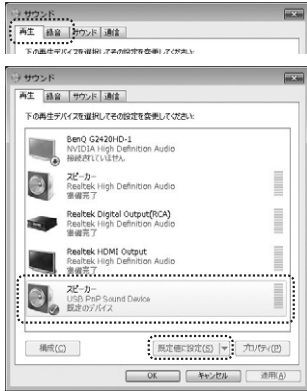 サウンド
再生 録音 サウンド 通信
下の再生デバイスを選択してその設定を変更してください:
サウンド
再生 録音 サウンド 通信
下の再生デバイスを選択してその設定を変更してください:
BenQ G2420HD-1
NVIDIA High Definition Audio
接続されていません
スピーカー
Realtek High Definition Audio
準備完了
Realtek Digital Output(RCA)
Realtek High Definition Audio
準備完了
Realtek HDMI Output
Realtek High Definition Audio
準備完了
スピーカー
USB PnP Sound Device
既定のデバイス
構成(C) 既定値に設定(S) プロパティ(P)
OK キャンセル 適用(A)